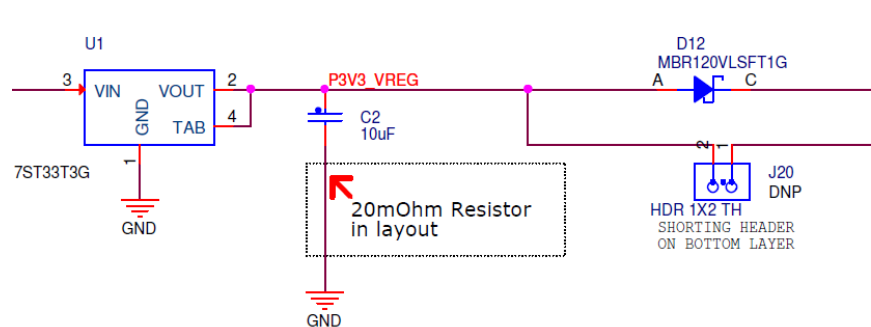 U1
D12
MBR120VLSFT1G
3
VIN
VOUT
2
P3V3_VREG
A
C
GND
TAB
4
C2
10uF
1
2
1
7ST33T3G
J20
DNP
20mOhm Resistor
in layout
HDR 1X2 TH
SHORTING HEADER
ON BOTTOM LAYER
GND
GND